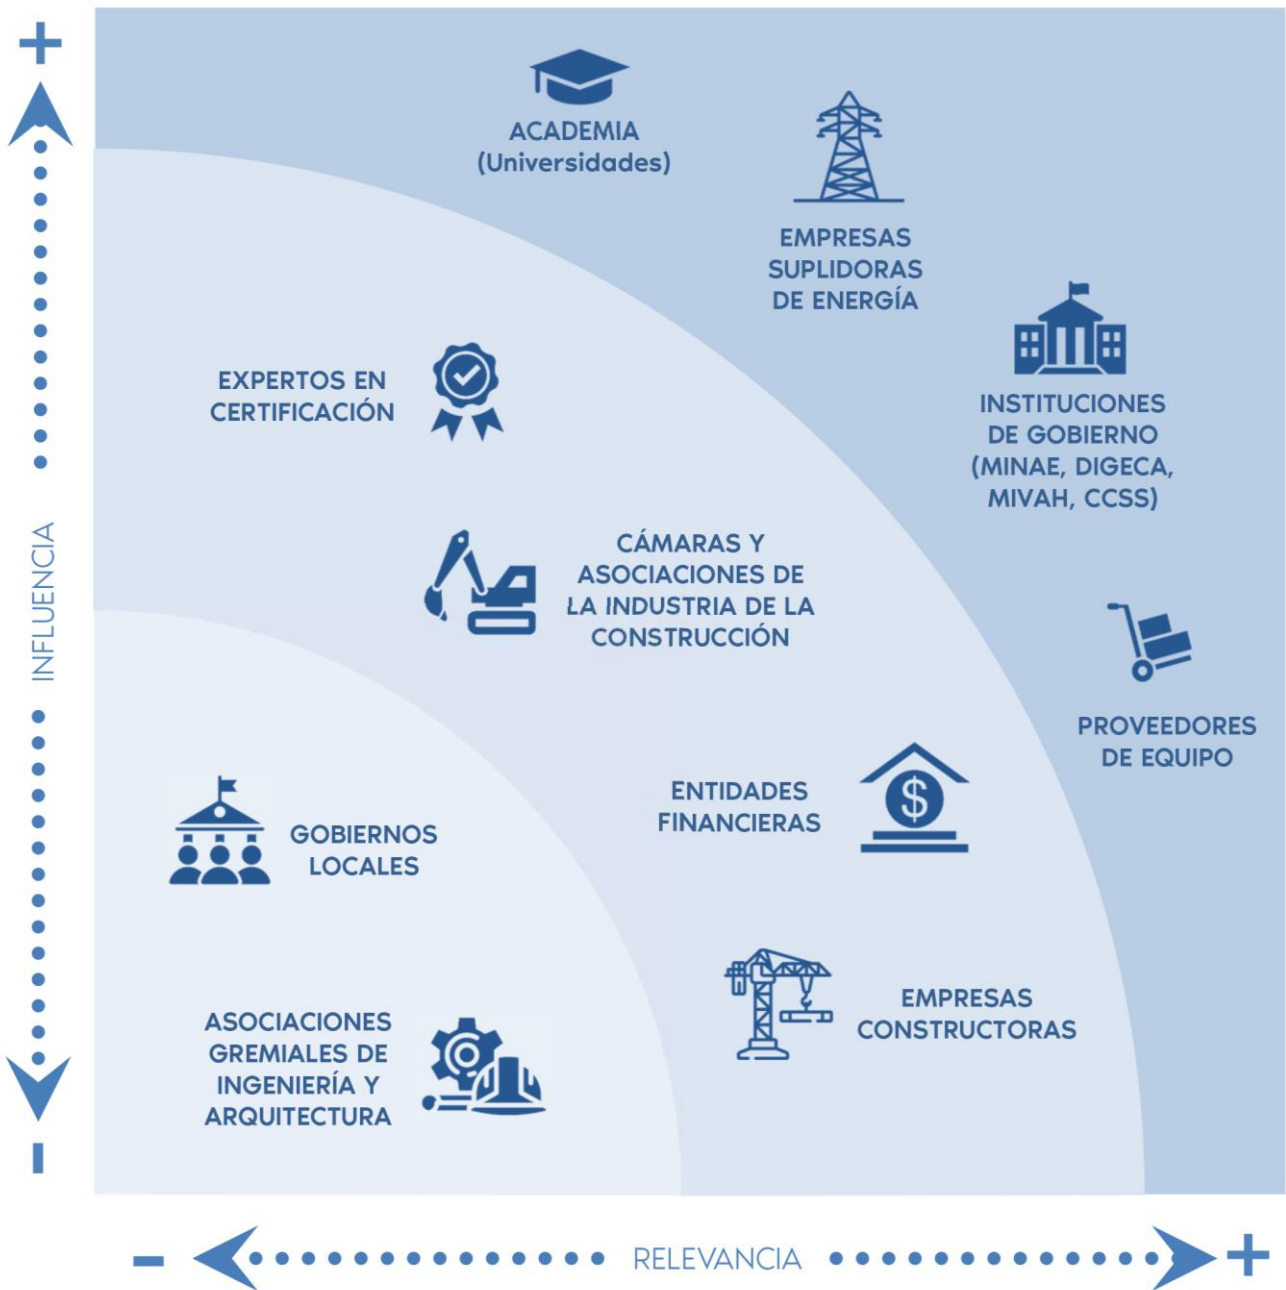 +
ACADEMIA
(Universidades)
EMPRESAS
SUPLIDORAS
DE ENERGÍA
INSTITUCIONES
DE GOBIERNO
(MINAE, DIGECA,
MIVAH, CCSS)
EXPERTOS EN
CERTIFICACIÓN
CÁMARAS Y
ASOCIACIONES DE
LA INDUSTRIA DE LA
CONSTRUCCIÓN
INFLUENCIA
PROVEEDORES
DE EQUIPO
ENTIDADES
FINANCIERAS
$
GOBIERNOS
LOCALES
EMPRESAS
CONSTRUCTORAS
ASOCIACIONES
GREMIALES DE
INGENIERÍA Y
ARQUITECTURA
-
- RELEVANCIA +